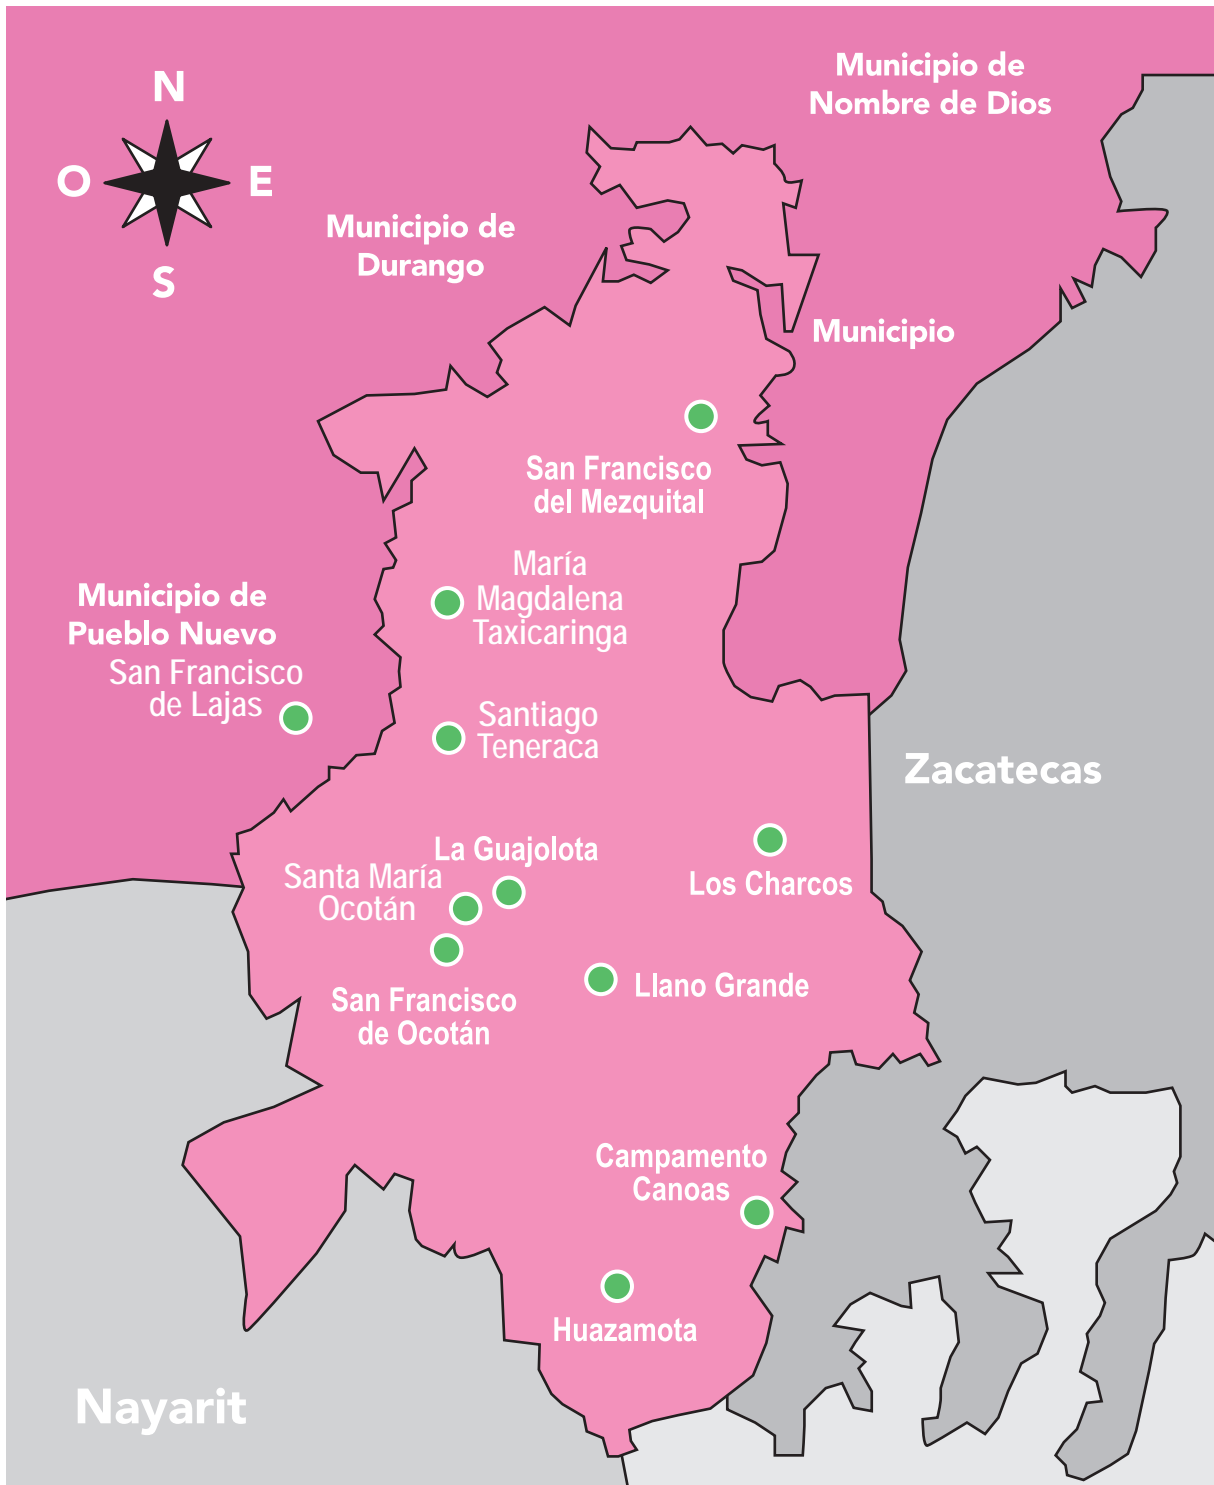 Municipio de
Nombre de Dios
N
O
E
S
Municipio de
Durango
Municipio
San Francisco
del Mezquital
María
Magdalena
Taxicaringa
Municipio de
Pueblo Nuevo
San Francisco
de Lajas
Santiago
Teneraca
Zacatecas
La Guajolota
Santa María
Ocotán
Los Charcos
San Francisco
de Ocotán
Llano Grande
Campamento
Canoas
Huazamota
Nayarit